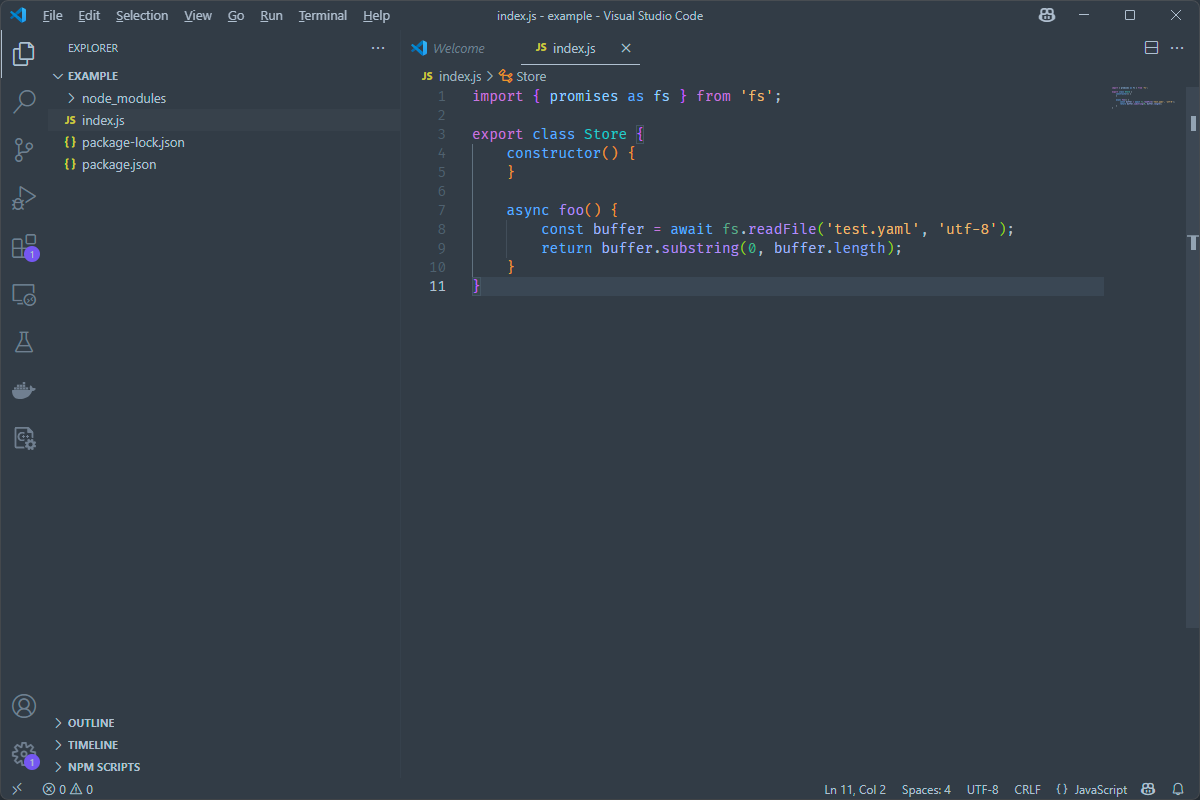 File Edit Selection View Go Run Terminal Help index.js - example - Visual Studio Code
EXPLORER
EXAMPLE
node_modules
JS index.js
{} package-lock.json
{} package.json
1
1
OUTLINE
TIMELINE
NPM SCRIPTS
Welcome JS index.js
JS index.js > Store
1 import { promises as fs } from 'fs';
2
3 export class Store {
4 constructor() {
5 }
6
7 async foo() {
8 const buffer = await fs.readFile('test.yaml', 'utf-8');
9 return buffer.substring(0, buffer.length);
10 }
11 }
0 0 Ln 11, Col 2 Spaces: 4 UTF-8 CRLF {} JavaScript